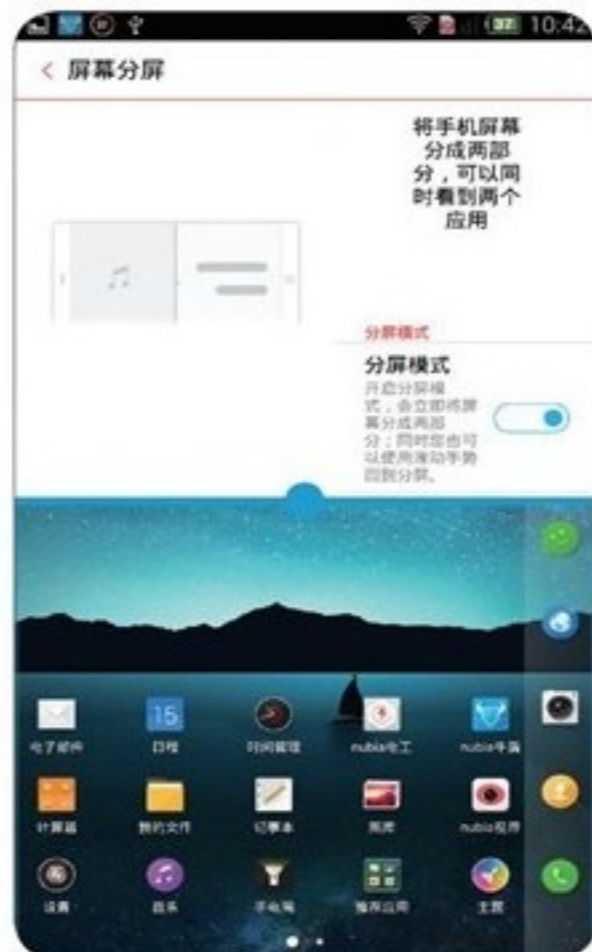 37 10:42
屏幕分屏
将手机屏幕
分成两部
分，可以同
时看到两个
应用
分屏模式
分屏模式
开启分屏模
式，会立即将屏
幕分成两部
分；同时您也可
以使用滑动手势
回到分屏。
15
电子邮件 日程 时间管理 nubia电工 nubia牛簋
计算器 我的文件 记事本 图库 nubia视界
设置 音乐 手电筒 推荐应用 主题